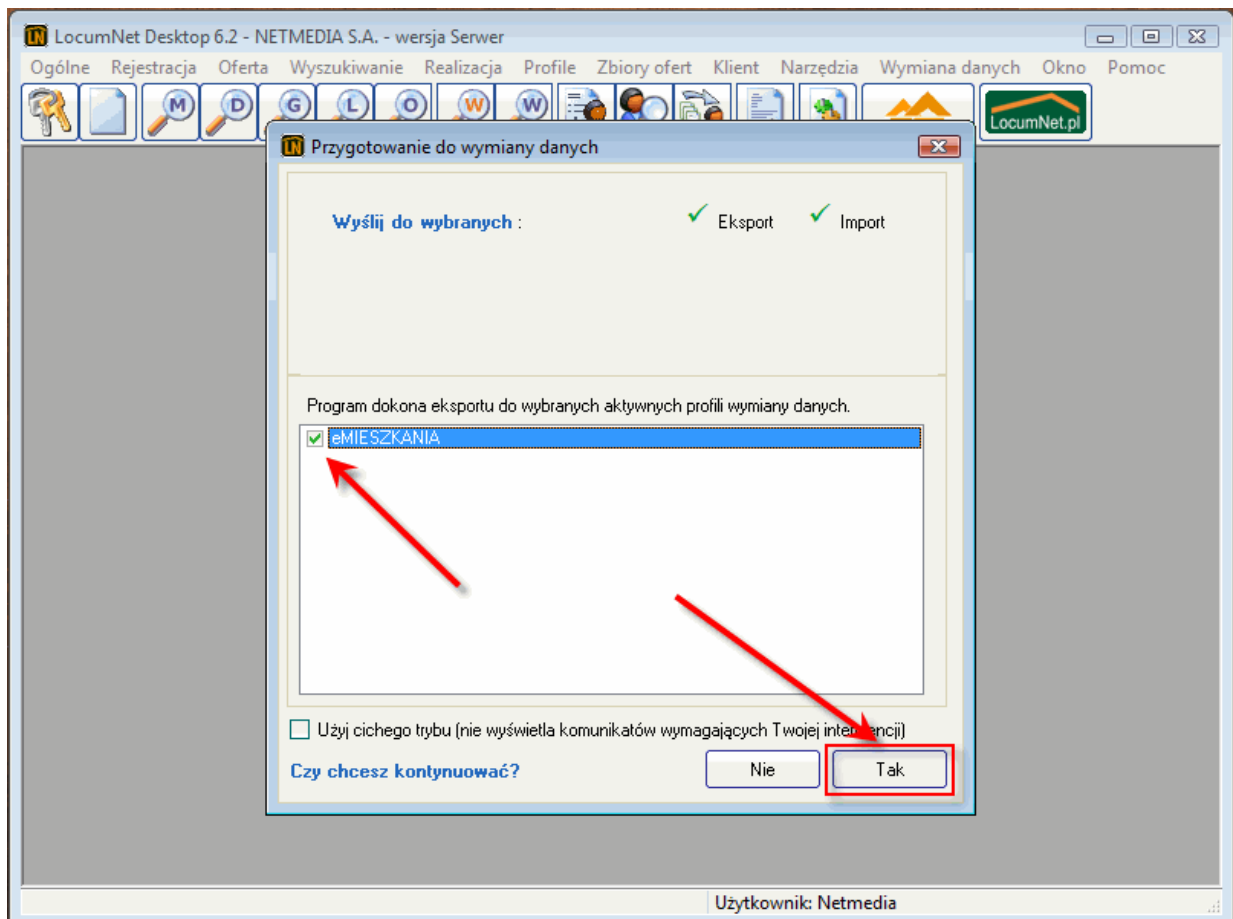 LocumNet Desktop 6.2 - NETMEDIA S.A. - wersja Serwer
Ogólne Rejestracja Oferta Wyszukiwanie Realizacja Profile Zbiory ofert Klient Narzędzia Wymiana danych Okno Pomoc
M D G L O W W LocumNet.pl
Przygotowanie do wymiany danych
Wyślij do wybranych : Eksport Import
Program dokona eksportu do wybranych aktywnych profili wymiany danych.
eMIESZKANIA
Użyj cichego trybu (nie wyświetla komunikatów wymagających Twojej interwencji)
Czy chcesz kontynuować? Nie Tak
Użytkownik: Netmedia